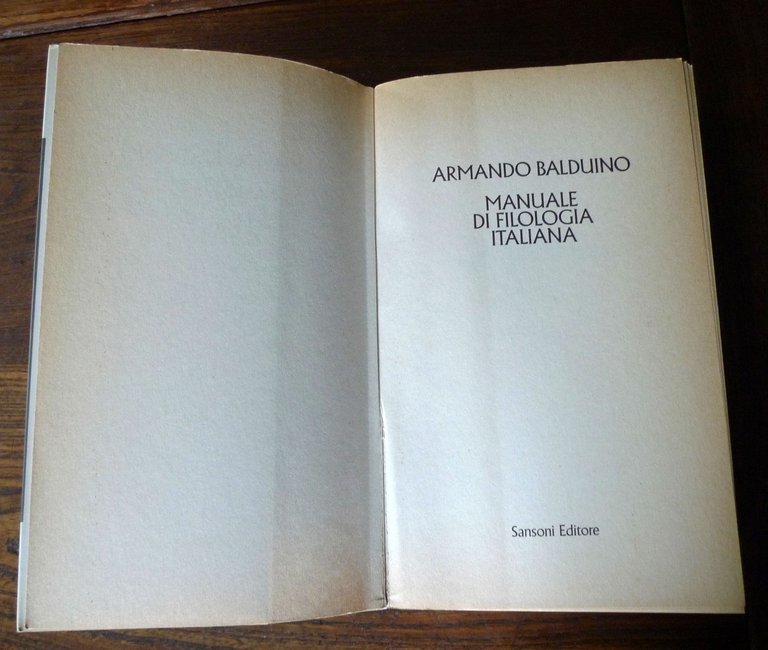 ARMANDO BALDUINO
MANUALE
DI FILOLOGIA
ITALIANA
Sansoni Editore